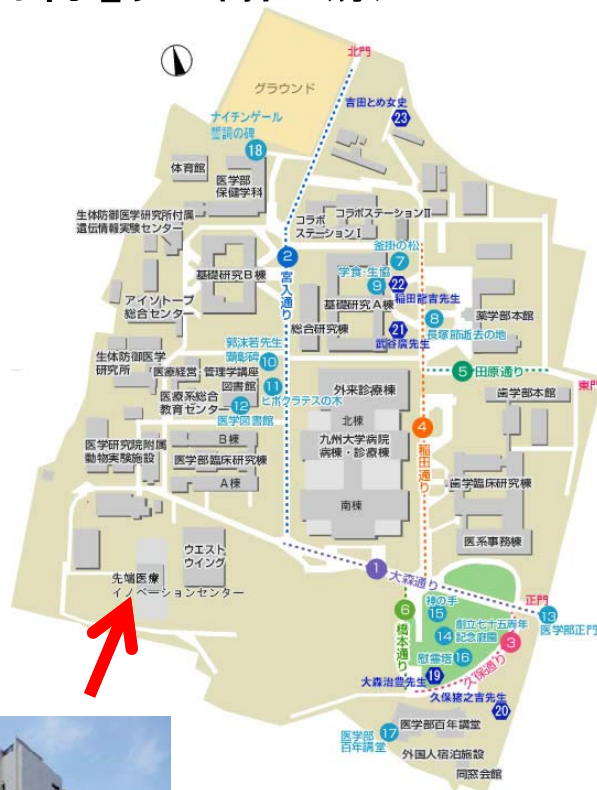 北門
グラウンド
吉田とめ女史
23
ナイチンゲール
誓詞の碑
18
体育館
医学部
保健学科
コラボ
ステーションⅠ
コラボステーションⅡ
生体防御医学研究所付属
遺伝情報実験センター
2
宮入通り
釜掛の松
7
学食・生協
9
22
稲田龍吉先生
基礎研究B棟
基礎研究A棟
8
長塚節逝去の地
薬学部本館
アイソトープ
総合センター
総合研究棟
21
武谷廣先生
郭沫若先生
顕彰碑
10
生体防御医学
研究所
医療経営・管理学講座
図書館
11
ヒポクラテスの木
5
田原通り
東門
外来診療棟
歯学部本館
医療系総合
教育センター
12
医学図書館
北棟
4
稲田通り
九州大学病院
病棟・診療棟
医学研究院附属
動物実験施設
B棟
医学部臨床研究棟
A棟
歯学臨床研究棟
南棟
医系事務棟
ウエスト
ウイング
先端医療
イノベーションセンター
1
大森通り
正門
13
医学部正門
6
橋本通り
神の手
15
創立七十五周年
記念庭園
14
3
久保通り
慰霊塔
16
19
大森治豊先生
久保猪之吉先生
20
医学部
百年講堂
17
医学部百年講堂
外国人宿泊施設
同窓会館